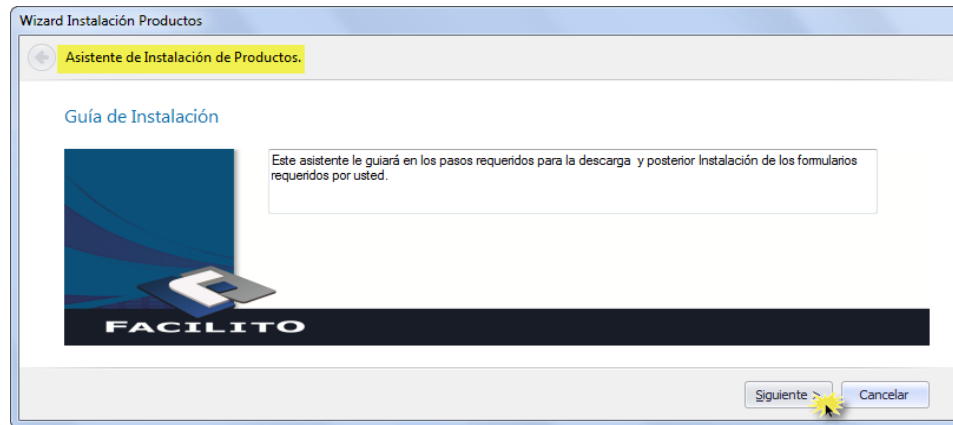 Wizard Instalación Productos
Asistente de Instalación de Productos.
Guía de Instalación
Este asistente le guiará en los pasos requeridos para la descarga y posterior Instalación de los formularios
requeridos por usted.
FACILITO
Siguiente > Cancelar